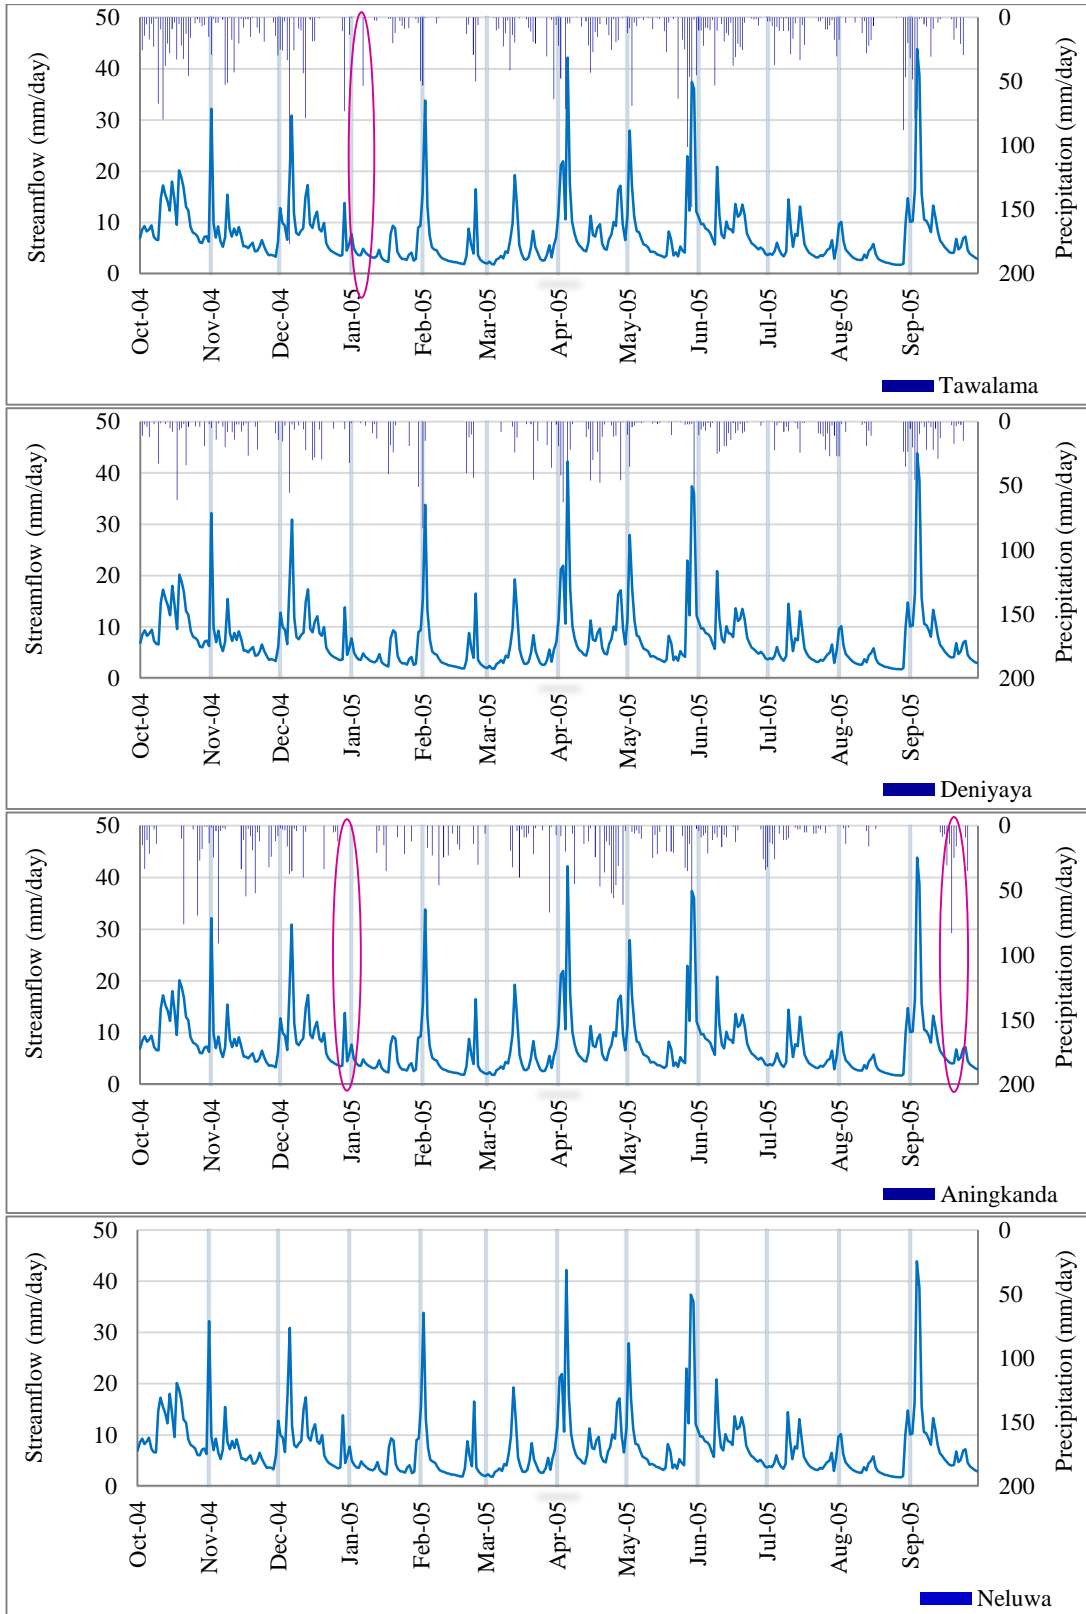 50
40
30
20
10
0
Streamflow (mm/day)
0
50
100
150
200
Precipitation (mm/day)
Oct-04
Nov-04
Dec-04
Jan-05
Feb-05
Mar-05
Apr-05
May-05
Jun-05
Jul-05
Aug-05
Sep-05
Tawalama
50
40
30
20
10
0
Streamflow (mm/day)
0
50
100
150
200
Precipitation (mm/day)
Oct-04
Nov-04
Dec-04
Jan-05
Feb-05
Mar-05
Apr-05
May-05
Jun-05
Jul-05
Aug-05
Sep-05
Deniyaya
50
40
30
20
10
0
Streamflow (mm/day)
0
50
100
150
200
Precipitation (mm/day)
Oct-04
Nov-04
Dec-04
Jan-05
Feb-05
Mar-05
Apr-05
May-05
Jun-05
Jul-05
Aug-05
Sep-05
Aningkanda
50
40
30
20
10
0
Streamflow (mm/day)
0
50
100
150
200
Precipitation (mm/day)
Oct-04
Nov-04
Dec-04
Jan-05
Feb-05
Mar-05
Apr-05
May-05
Jun-05
Jul-05
Aug-05
Sep-05
Neluwa